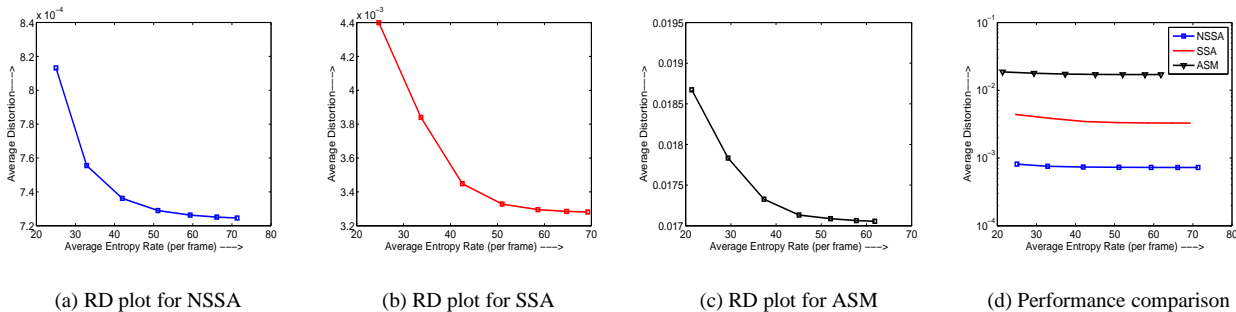 x 10⁻⁴
8.4
8.2
8
7.8
7.6
7.4
7.2
20 30 40 50 60 70 80
Average Distortion---->
Average Entropy Rate (per frame) ---->
(a) RD plot for NSSA
x 10⁻³
4.4
4.2
4
3.8
3.6
3.4
3.2
20 30 40 50 60 70
Average Distortion---->
Average Entropy Rate (per frame) ---->
(b) RD plot for SSA
0.0195
0.019
0.0185
0.018
0.0175
0.017
20 30 40 50 60 70
Average Distortion---->
Average Entropy Rate (per frame) ---->
(c) RD plot for ASM
10⁻¹
10⁻²
10⁻³
10⁻⁴
20 30 40 50 60 70 80
Average Distortion---->
Average Entropy Rate (per frame) ---->
NSSA
SSA
ASM
(d) Performance comparison